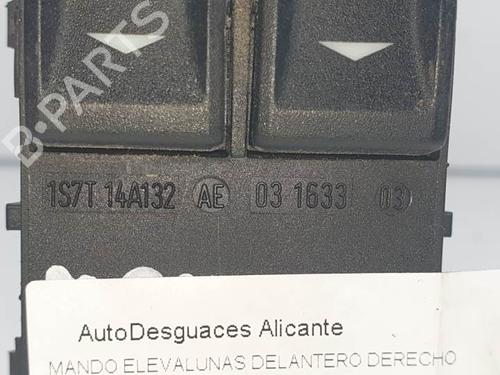 B-PARTS
1S7T 14A132 AE 03 1633 03
AutoDesguaces Alicante
MANDO ELEVALUNAS DELANTERO DERECHO